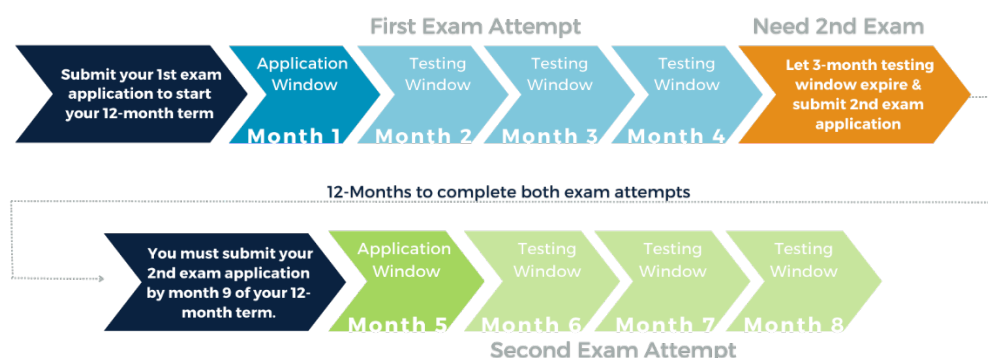 First Exam Attempt
Need 2nd Exam
Submit your 1st exam
application to start
your 12-month term
Application
Window
Month 1
Testing
Window
Month 2
Testing
Window
Month 3
Testing
Window
Month 4
Let 3-month testing
window expire &
submit 2nd exam
application
12-Months to complete both exam attempts
You must submit your
2nd exam application
by month 9 of your 12-
month term.
Application
Window
Month 5
Testing
Window
Month 6
Testing
Window
Month 7
Testing
Window
Month 8
Second Exam Attempt